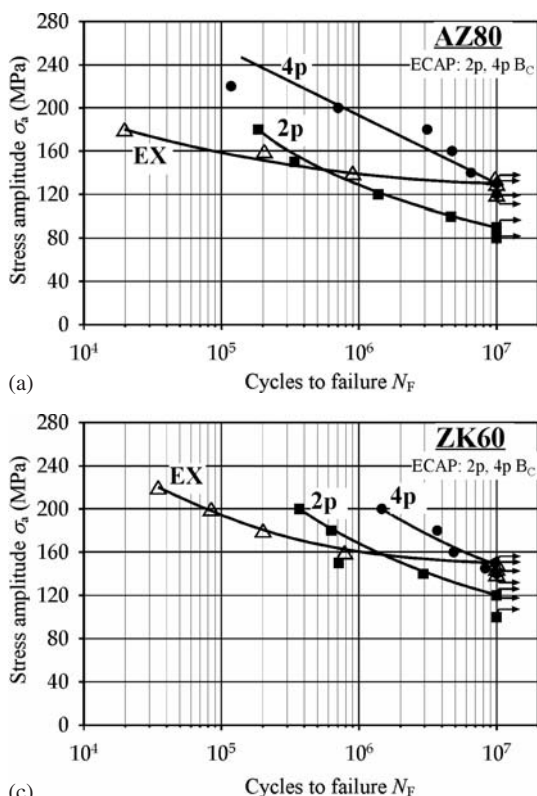 AZ80
ECAP: 2p, 4p B_C
4p
2p
EX
Stress amplitude σ_a (MPa)
280
240
200
160
120
80
40
0
10^4 10^5 10^6 10^7
(a) Cycles to failure N_F
ZK60
ECAP: 2p, 4p B_C
EX 2p 4p
Stress amplitude σ_a (MPa)
280
240
200
160
120
80
40
0
10^4 10^5 10^6 10^7
(c) Cycles to failure N_F